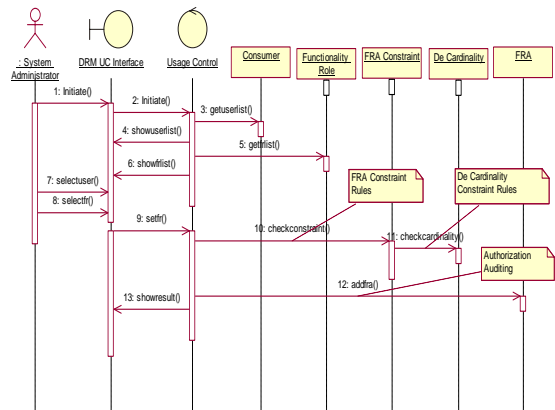 : System
Administrator
DRM UC Interface
Usage Control
Consumer
Functionality
Role
FRA Constraint
De Cardinality
FRA
1: Initiate()
2: Initiate()
3: getuserlist()
4: showuserlist()
5: getfrlist()
6: showfrlist()
7: selectuser()
8: selectfr()
9: setfr()
10: checkconstraint()
11: checkcardinality()
12: addfra()
13: showresult()
FRA Constraint
Rules
De Cardinality
Constraint Rules
Authorization
Auditing